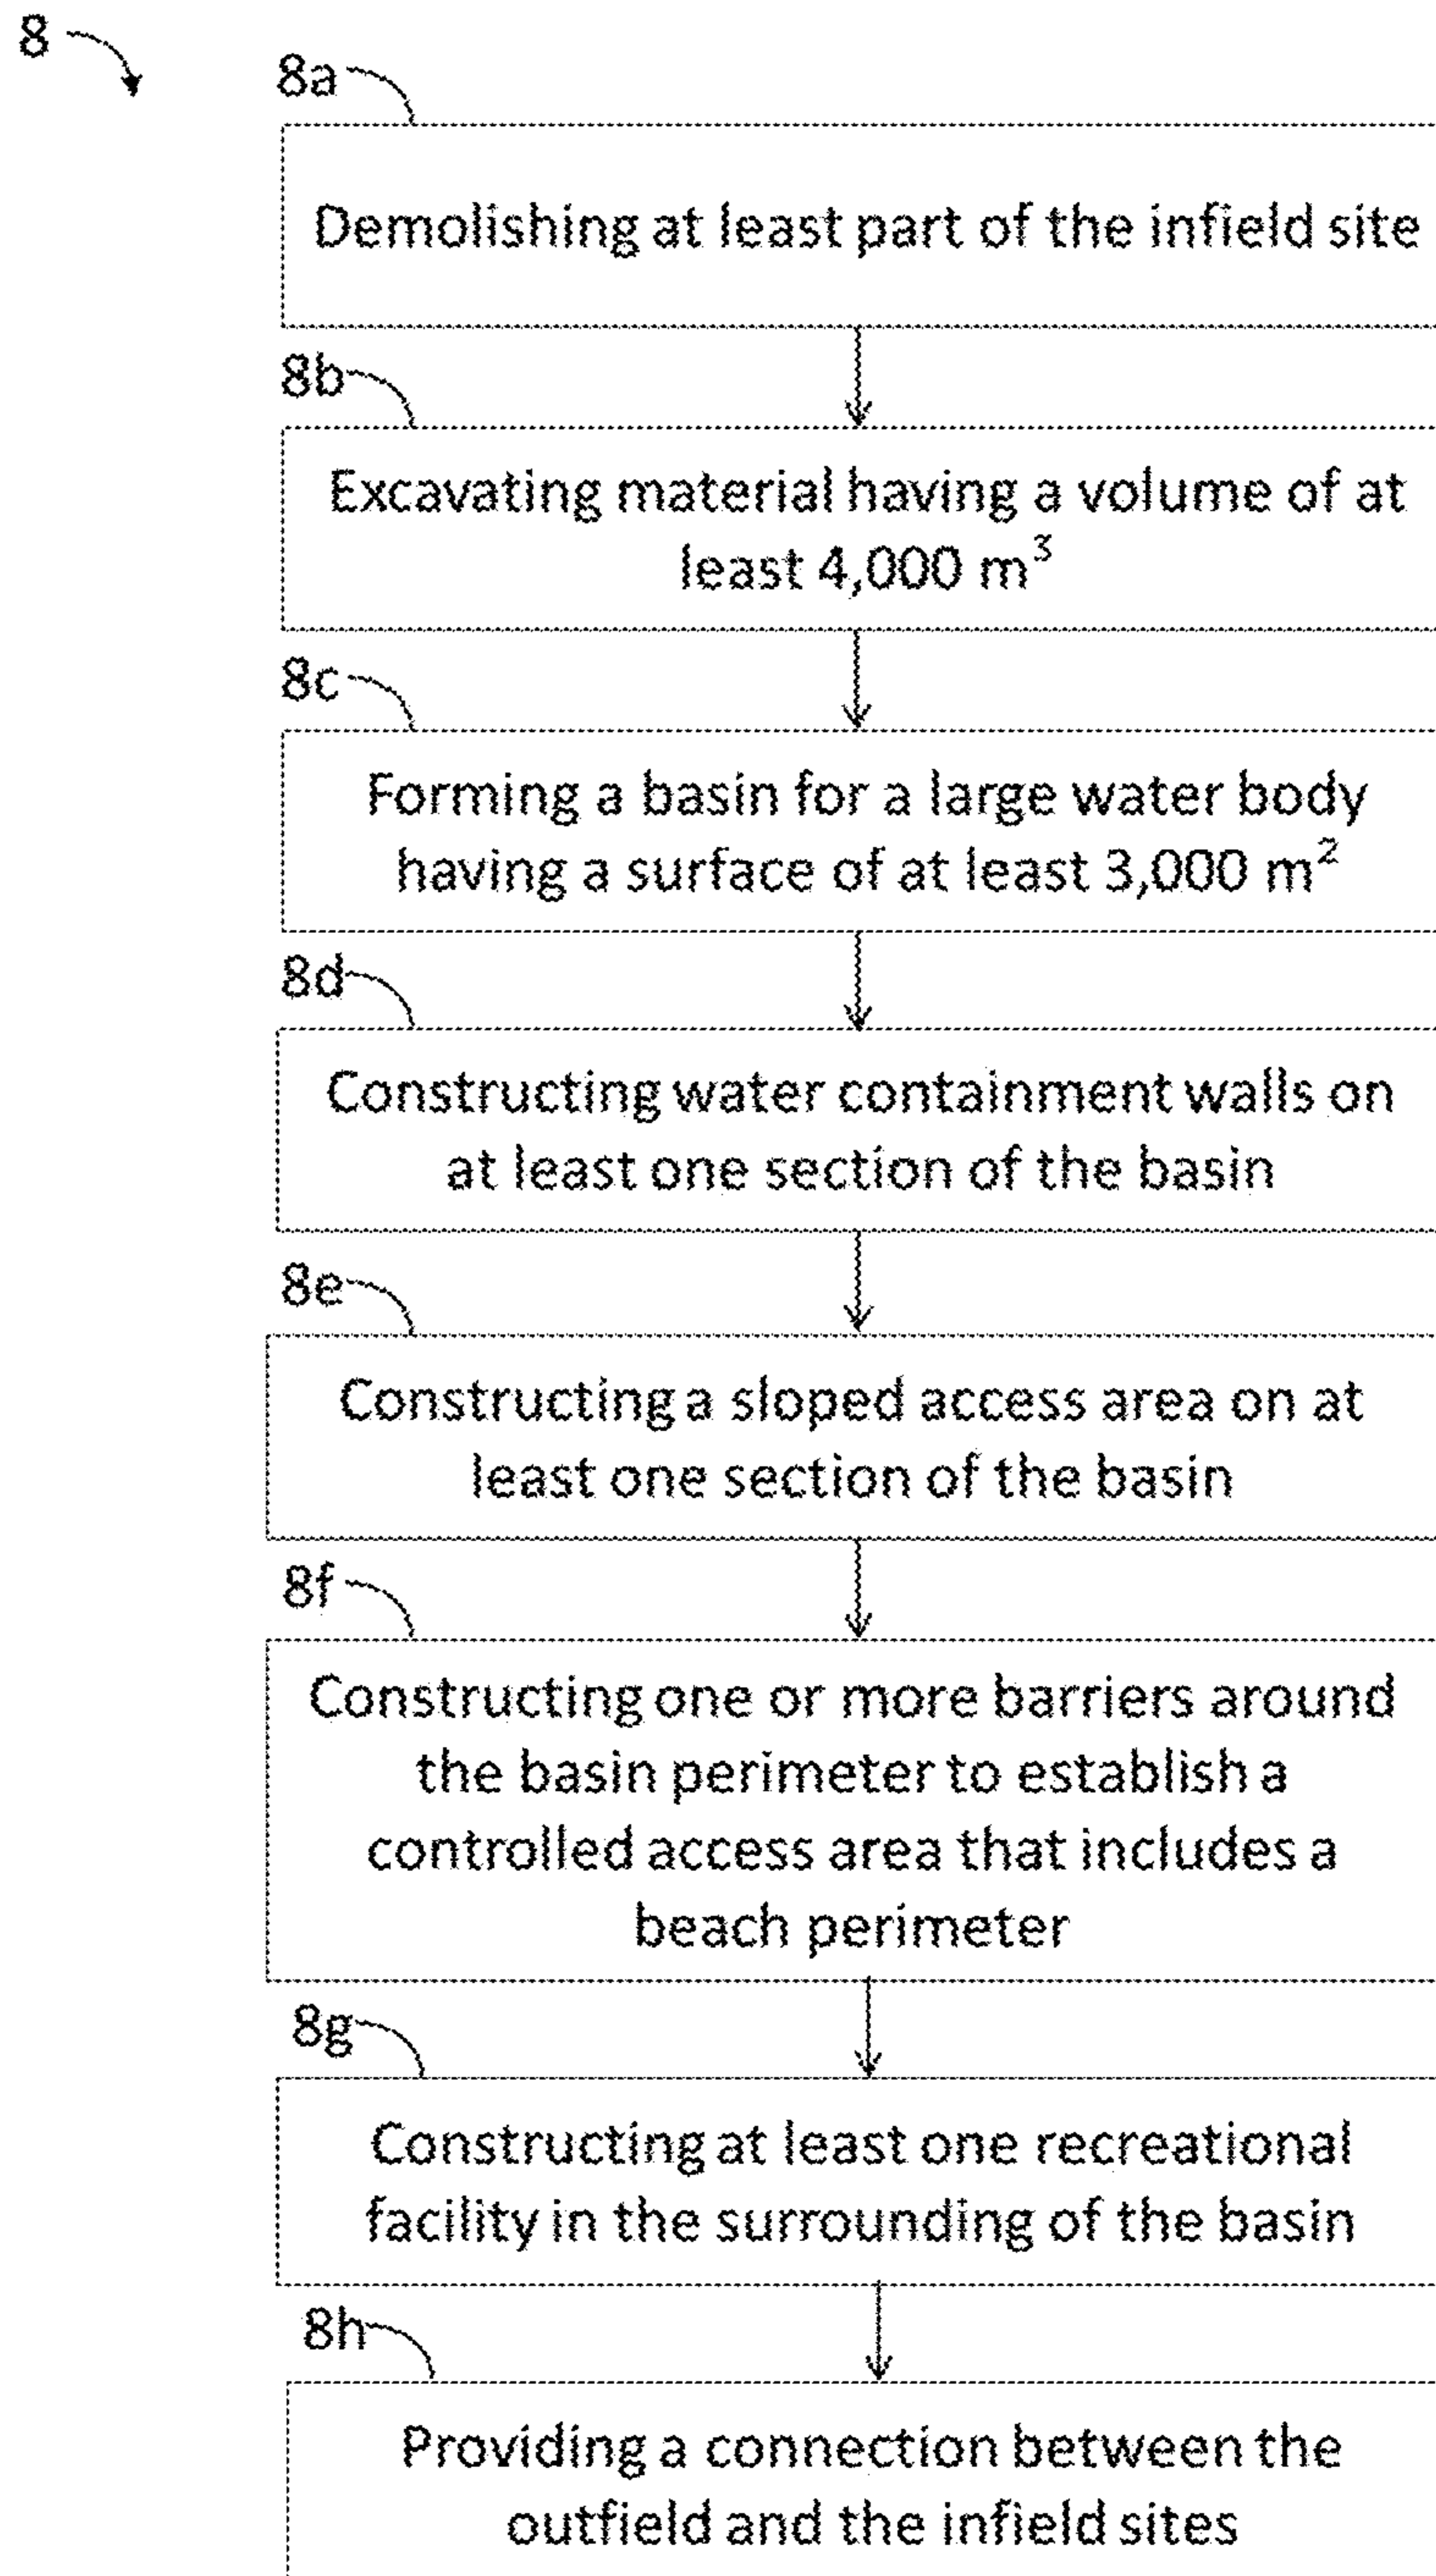 8
8a
Demolishing at least part of the infield site
8b
Excavating material having a volume of at
least 4,000 m³
8c
Forming a basin for a large water body
having a surface of at least 3,000 m²
8d
Constructing water containment walls on
at least one section of the basin
8e
Constructing a sloped access area on at
least one section of the basin
8f
Constructing one or more barriers around
the basin perimeter to establish a
controlled access area that includes a
beach perimeter
8g
Constructing at least one recreational
facility in the surrounding of the basin
8h
Providing a connection between the
outfield and the infield sites